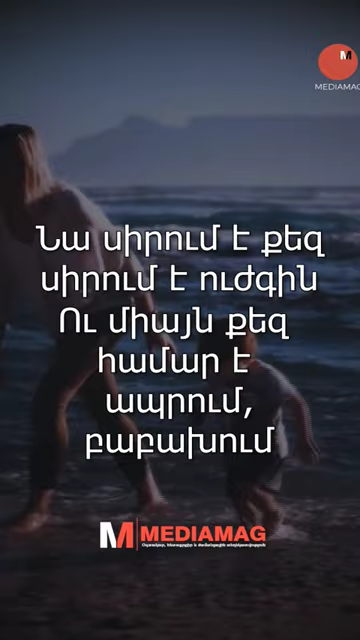 M
MEDIAMAG
Նա սիրում է քեզ
սիրում է ուժգին
Ու միայն քեզ
համար է
ապրում,
բաբախում
M MEDIAMAG